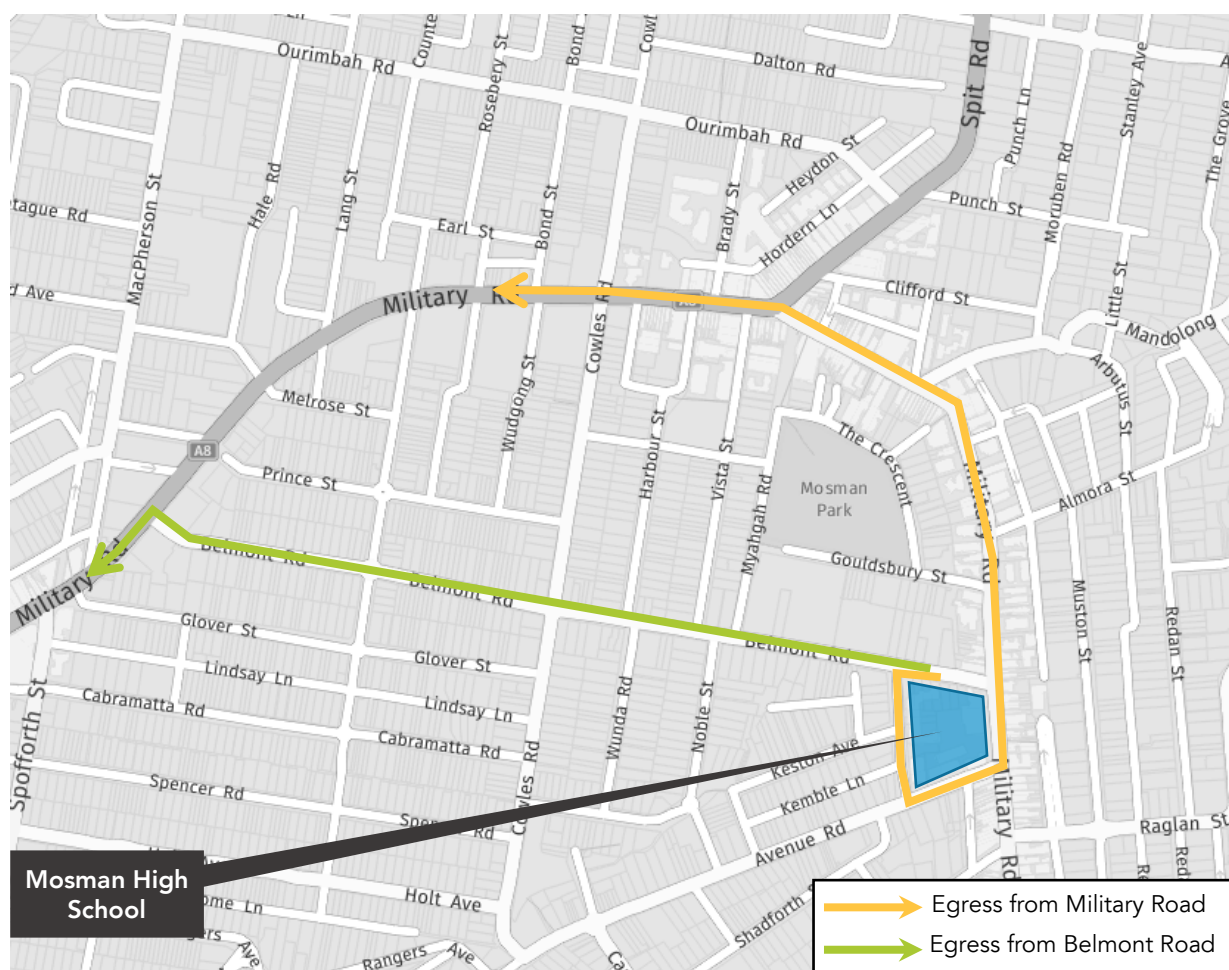 Ourimbah Rd
Rosebery St
Bond
Dalton Rd
Spit Rd
Punch Ln
Stanley Ave
The Grove
MacPherson St
Hale Rd
Lang St
Ourimbah Rd
Heydon St
Brady St
Hordern Ln
Punch St
Moruben Rd
Earl St
Bond St
Clifford St
Little St
Mandolong
Military Rd
A8
Cowles Rd
Arbutus St
Melrose St
Wudgong St
A8
Prince St
Harbour St
Vista St
The Crescent
Mosman
Park
Military Rd
Almora St
Myahgah Rd
Gouldsbury St
Belmont Rd
Belmont Rd
Belmont Rd
Military Rd
Muston St
Redan St
Glover St
Glover St
Lindsay Ln
Lindsay Ln
Cabramatta Rd
Cabramatta Rd
Spofforth St
Wunda Rd
Noble St
Keston Ave
Kemble Ln
Spencer Rd
Cowles Rd
Avenue Rd
Military Rd
Raglan St
Holt Ave
Rangers Ave
Mosman High
School
Egress from Military Road
Egress from Belmont Road